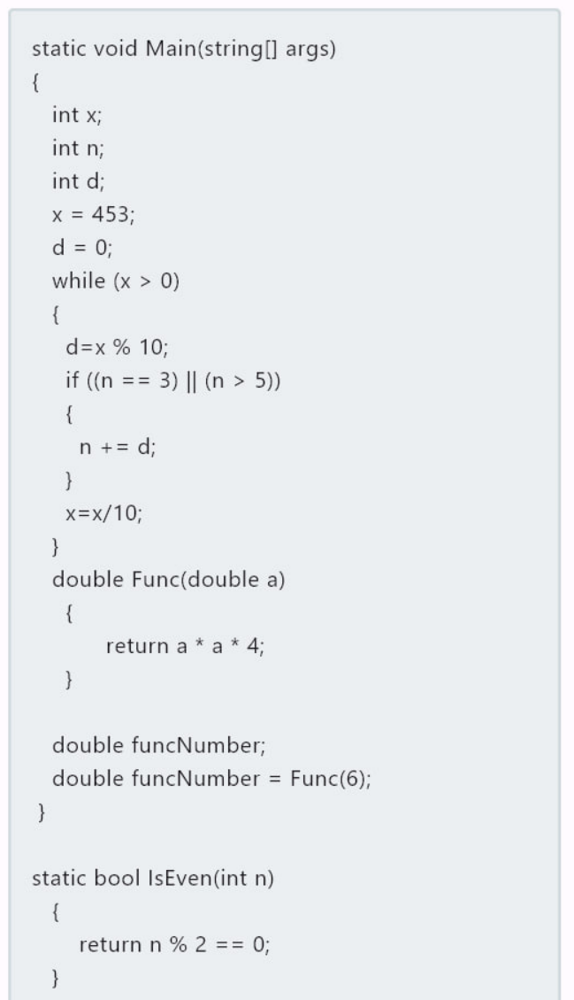 static void Main(string[] args)
{
int x;
int n;
int d;
x = 453;
d = 0;
while (x > 0)
{
d=x % 10;
if ((n == 3) || (n > 5))
{
n += d;
}
x=x/10;
}
double Func(double a)
{
return a * a * 4;
}
double funcNumber;
double funcNumber = Func(6);
}
static bool IsEven(int n)
{
return n % 2 == 0;
}